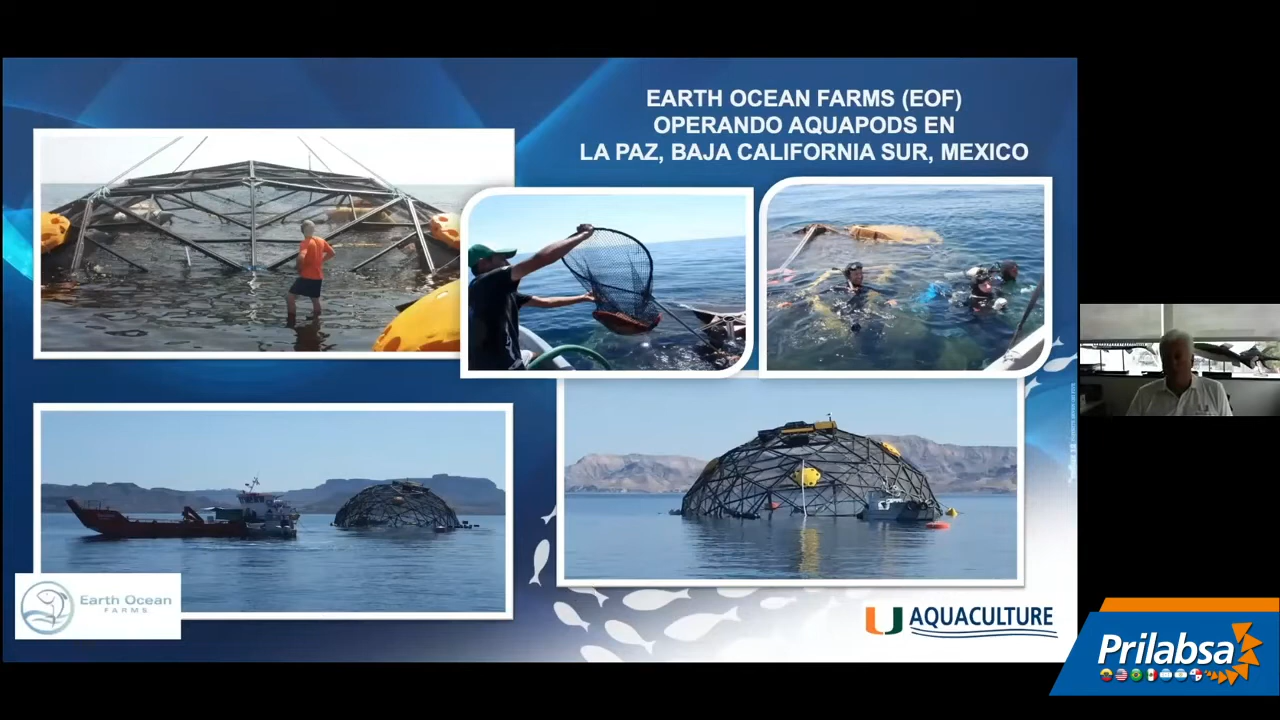 EARTH OCEAN FARMS (EOF)
OPERANDO AQUAPODS EN
LA PAZ, BAJA CALIFORNIA SUR, MEXICO
Earth Ocean
FARMS
U AQUACULTURE
Prilabsa